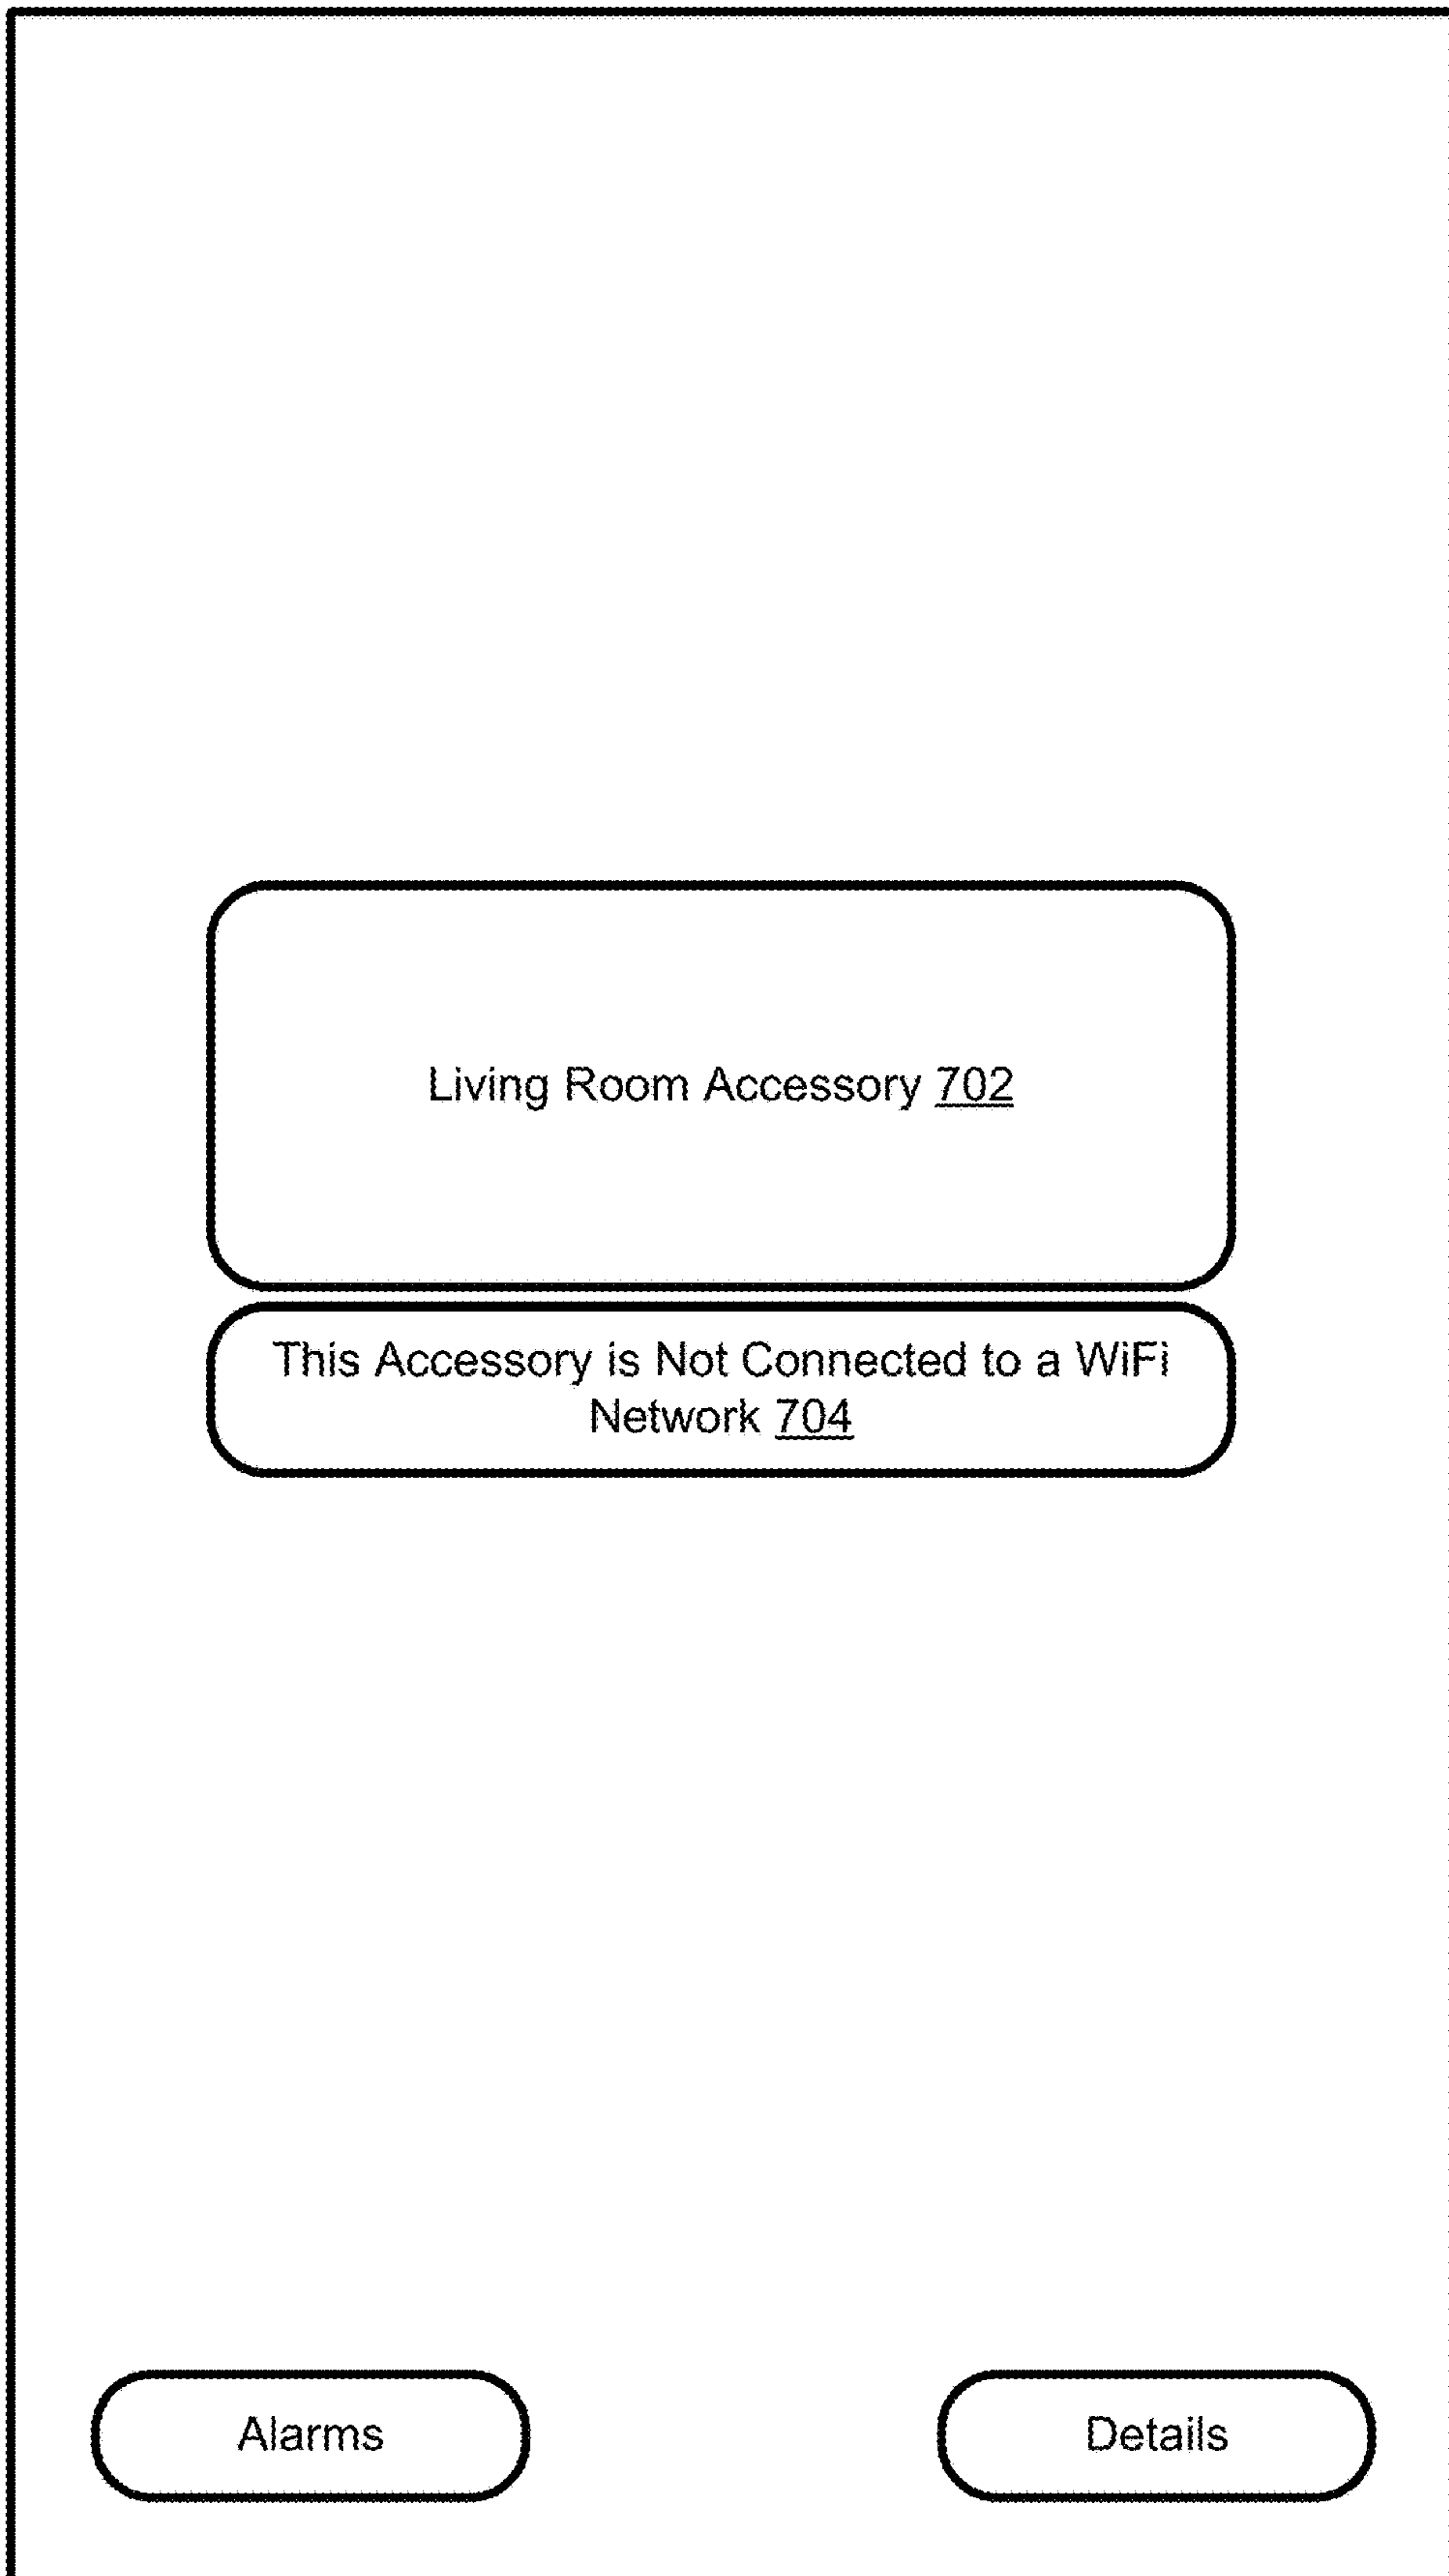 Living Room Accessory 702
This Accessory is Not Connected to a WiFi
Network 704
Alarms
Details